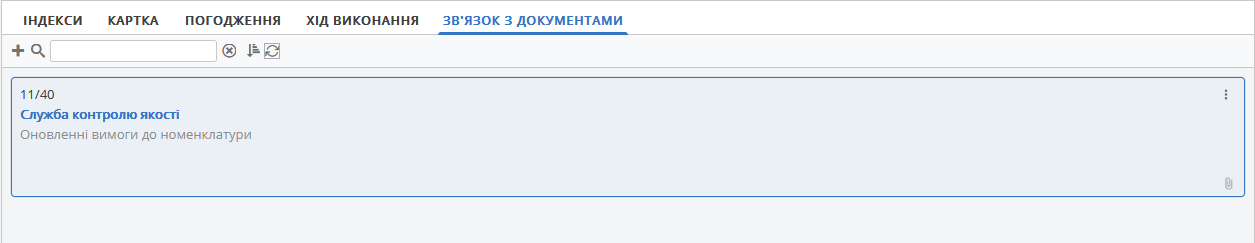 ІНДЕКСИ КАРТКА ПОГОДЖЕННЯ ХІД ВИКОНАННЯ ЗВ'ЯЗОК З ДОКУМЕНТАМИ
11/40
Служба контролю якості
Оновленні вимоги до номенклатури